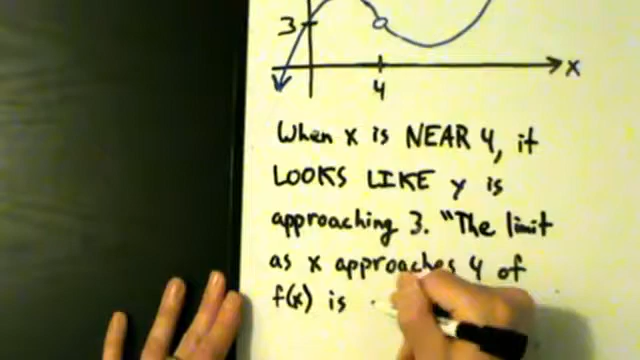 3
4
x
When x is NEAR 4, it
LOOKS LIKE y is
approaching 3. "The limit
as x approaches 4 of
f(x) is